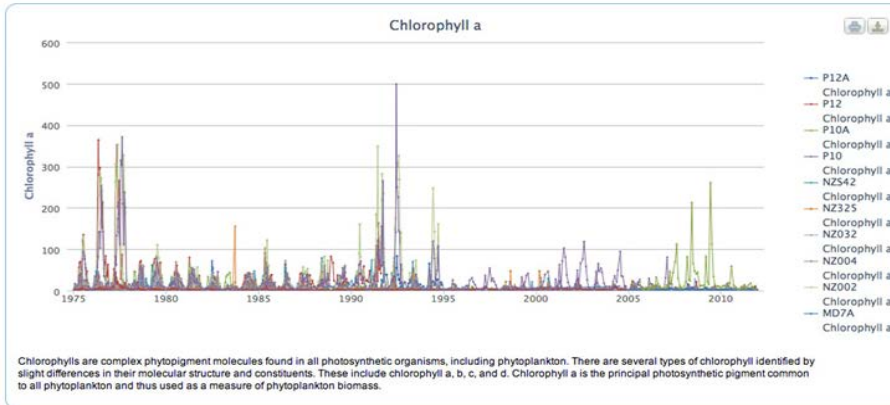 Chlorophyll a
600
500
400
300
200
100
0
Chlorophyll a
1975 1980 1985 1990 1995 2000 2005 2010
P12A
Chlorophyll a
P12
Chlorophyll a
P10A
Chlorophyll a
P10
Chlorophyll a
NZS42
Chlorophyll a
NZ325
Chlorophyll a
NZ032
Chlorophyll a
NZ004
Chlorophyll a
NZ002
Chlorophyll a
MD7A
Chlorophyll a
Chlorophylls are complex phytopigment molecules found in all photosynthetic organisms, including phytoplankton. There are several types of chlorophyll identified by
slight differences in their molecular structure and constituents. These include chlorophyll a, b, c, and d. Chlorophyll a is the principal photosynthetic pigment common
to all phytoplankton and thus used as a measure of phytoplankton biomass.